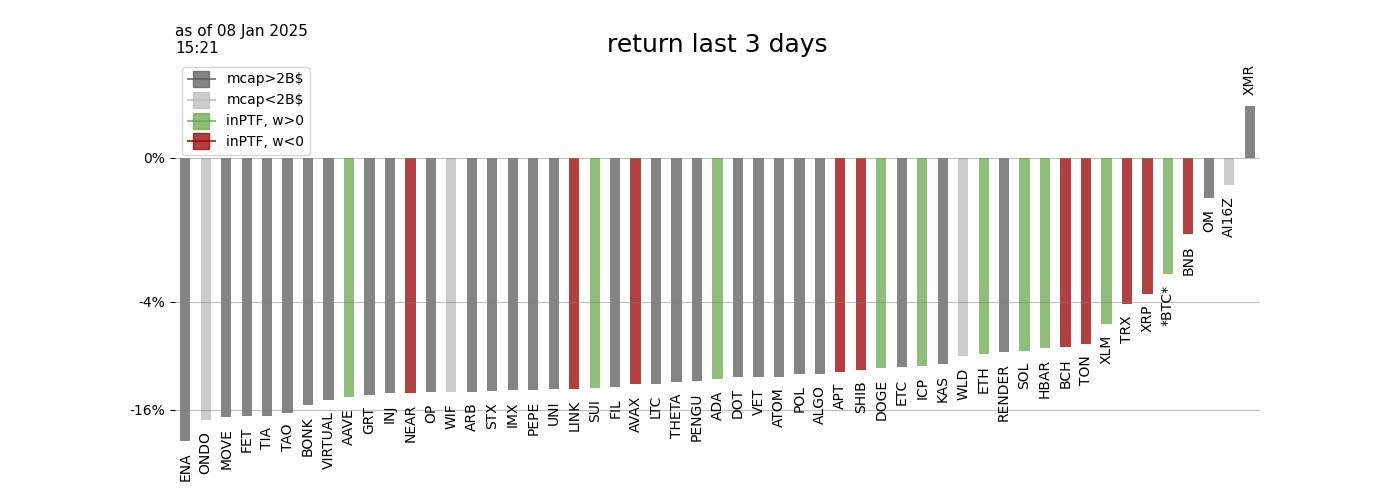 as of 08 Jan 2025
15:21
return last 3 days
mcap>2B$
mcap<2B$
inPTF, w>0
inPTF, w<0
0%
-4%
-16%
ENA
ONDO
MOVE
FET
TIA
TAO
BONK
VIRTUAL
AAVE
GRT
INJ
NEAR
OP
WIF
ARB
STX
IMX
PEPE
UNI
LINK
SUI
FIL
AVAX
LTC
THETA
PENGU
ADA
DOT
VET
ATOM
POL
ALGO
APT
SHIB
DOGE
ETC
ICP
KAS
WLD
ETH
RENDER
SOL
HBAR
BCH
TON
XLM
TRX
XRP
*BTC*
BNB
OM
AI16Z
XMR